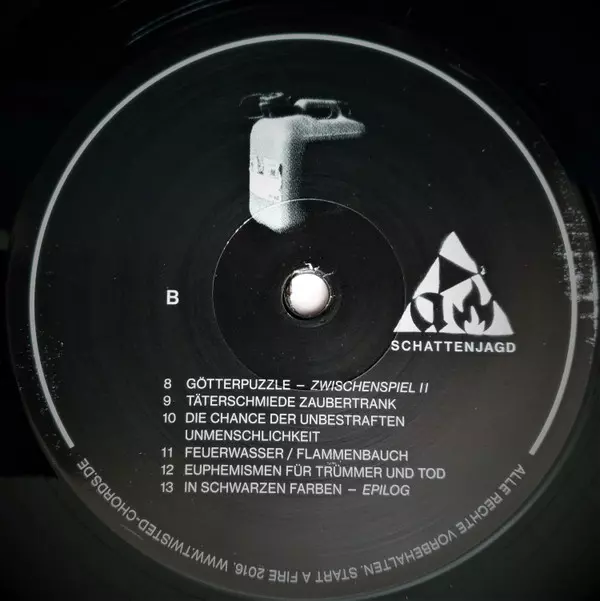 B
SCHATTENJAGD
8 GÖTTERPUZZLE – ZWISCHENSPIEL II
9 TÄTERSCHMIEDE ZAUBERTRANK
10 DIE CHANCE DER UNBESTRAFTEN
UNMENSCHLICHKEIT
11 FEUERWASSER / FLAMMENBAUCH
12 EUPHEMISMEN FÜR TRÜMMER UND TOD
13 IN SCHWARZEN FARBEN – EPILOG
ALLE RECHTE VORBEHALTEN. START A FIRE 2016. WWW.TWISTED-CHORDS.DE